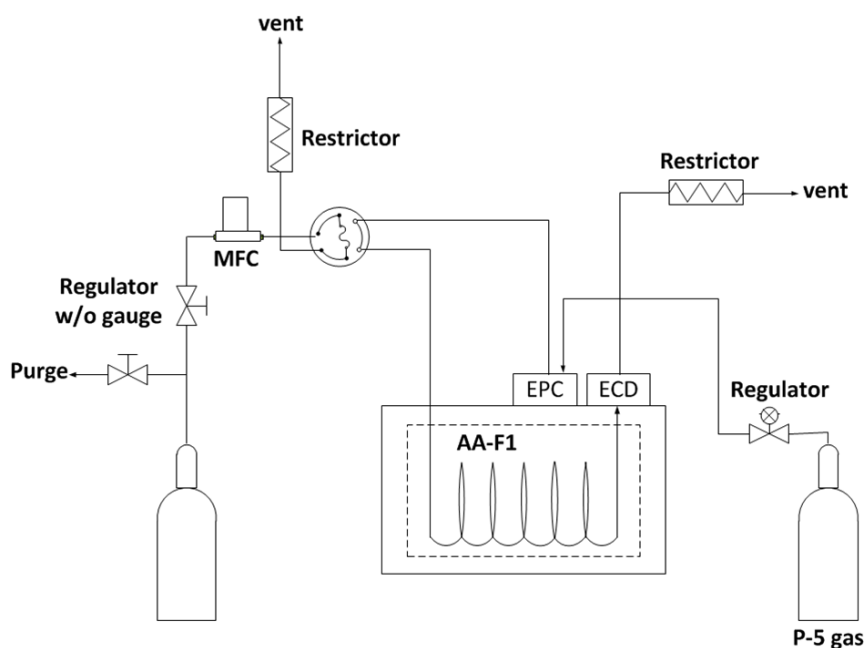 vent
Restrictor
Restrictor
vent
MFC
Regulator
w/o gauge
Purge
EPC
ECD
Regulator
AA-F1
P-5 gas